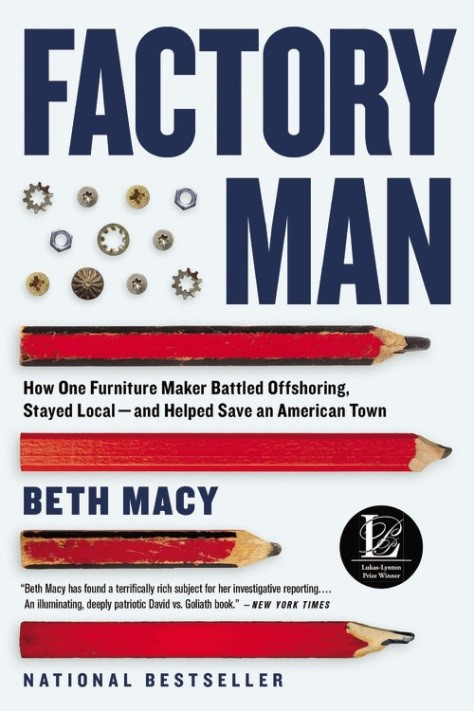 FACTORY
MAN
How One Furniture Maker Battled Offshoring,
Stayed Local — and Helped Save an American Town
BETH MACY
L
Lukas-Lynton
Prize Winner
“Beth Macy has found a terrifically rich subject for her investigative reporting....
An illuminating, deeply patriotic David vs. Goliath book.” — NEW YORK TIMES
NATIONAL BESTSELLER